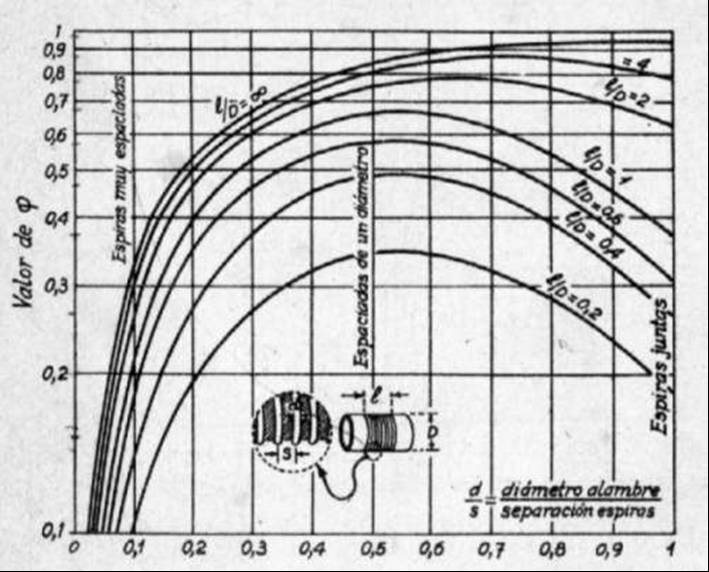 1
0,9
0,8
0,7
0,6
0,5
0,4
0,3
0,2
0,1
Valor de φ
Espiras muy espaciadas
l/D = 8
= 4
l/D = 2
l/D = 1
l/D = 0,6
l/D = 0,4
l/D = 0,2
Espaciadas de un diámetro
Espiras juntas
d
S
l
D
d/s = diámetro alambre
separación espiras
0 0,1 0,2 0,3 0,4 0,5 0,6 0,7 0,8 0,9 1